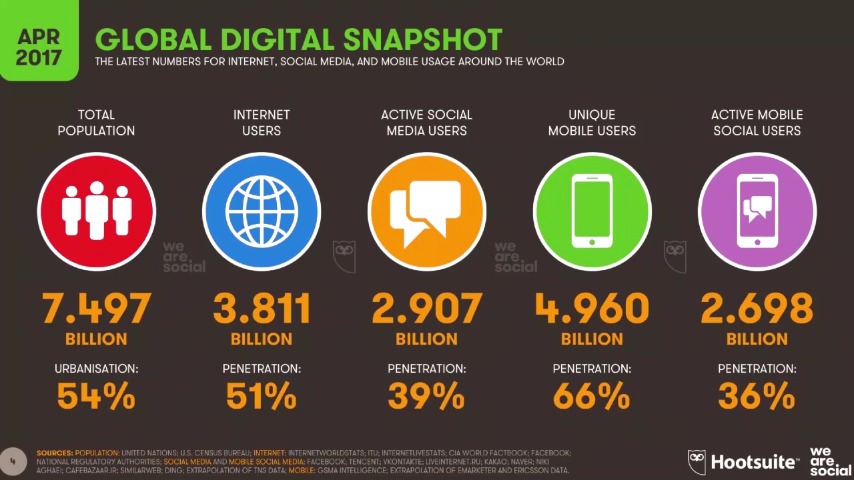 APR
2017
GLOBAL DIGITAL SNAPSHOT
THE LATEST NUMBERS FOR INTERNET, SOCIAL MEDIA, AND MOBILE USAGE AROUND THE WORLD
TOTAL
POPULATION
INTERNET
USERS
ACTIVE SOCIAL
MEDIA USERS
UNIQUE
MOBILE USERS
ACTIVE MOBILE
SOCIAL USERS
we
are
social
we
are
social
7.497
BILLION
3.811
BILLION
2.907
BILLION
4.960
BILLION
2.698
BILLION
URBANISATION:
54%
PENETRATION:
51%
PENETRATION:
39%
PENETRATION:
66%
PENETRATION:
36%
4
SOURCES: POPULATION: UNITED NATIONS; U.S. CENSUS BUREAU; INTERNET: INTERNETWORLDSTATS; ITU; INTERNETLIVESTATS; CIA WORLD FACTBOOK; FACEBOOK;
NATIONAL REGULATORY AUTHORITIES; SOCIAL MEDIA AND MOBILE SOCIAL MEDIA: FACEBOOK; TENCENT; VKONTAKTE; LIVEINTERNET.RU; KAKAO; NAVER; NIKI
AGHAEI; CAFEBAZAAR.IR; SIMILARWEB; DING; EXTRAPOLATION OF TNS DATA; MOBILE: GSMA INTELLIGENCE; EXTRAPOLATION OF EMARKETER AND ERICSSON DATA.
Hootsuite™
we
are
social